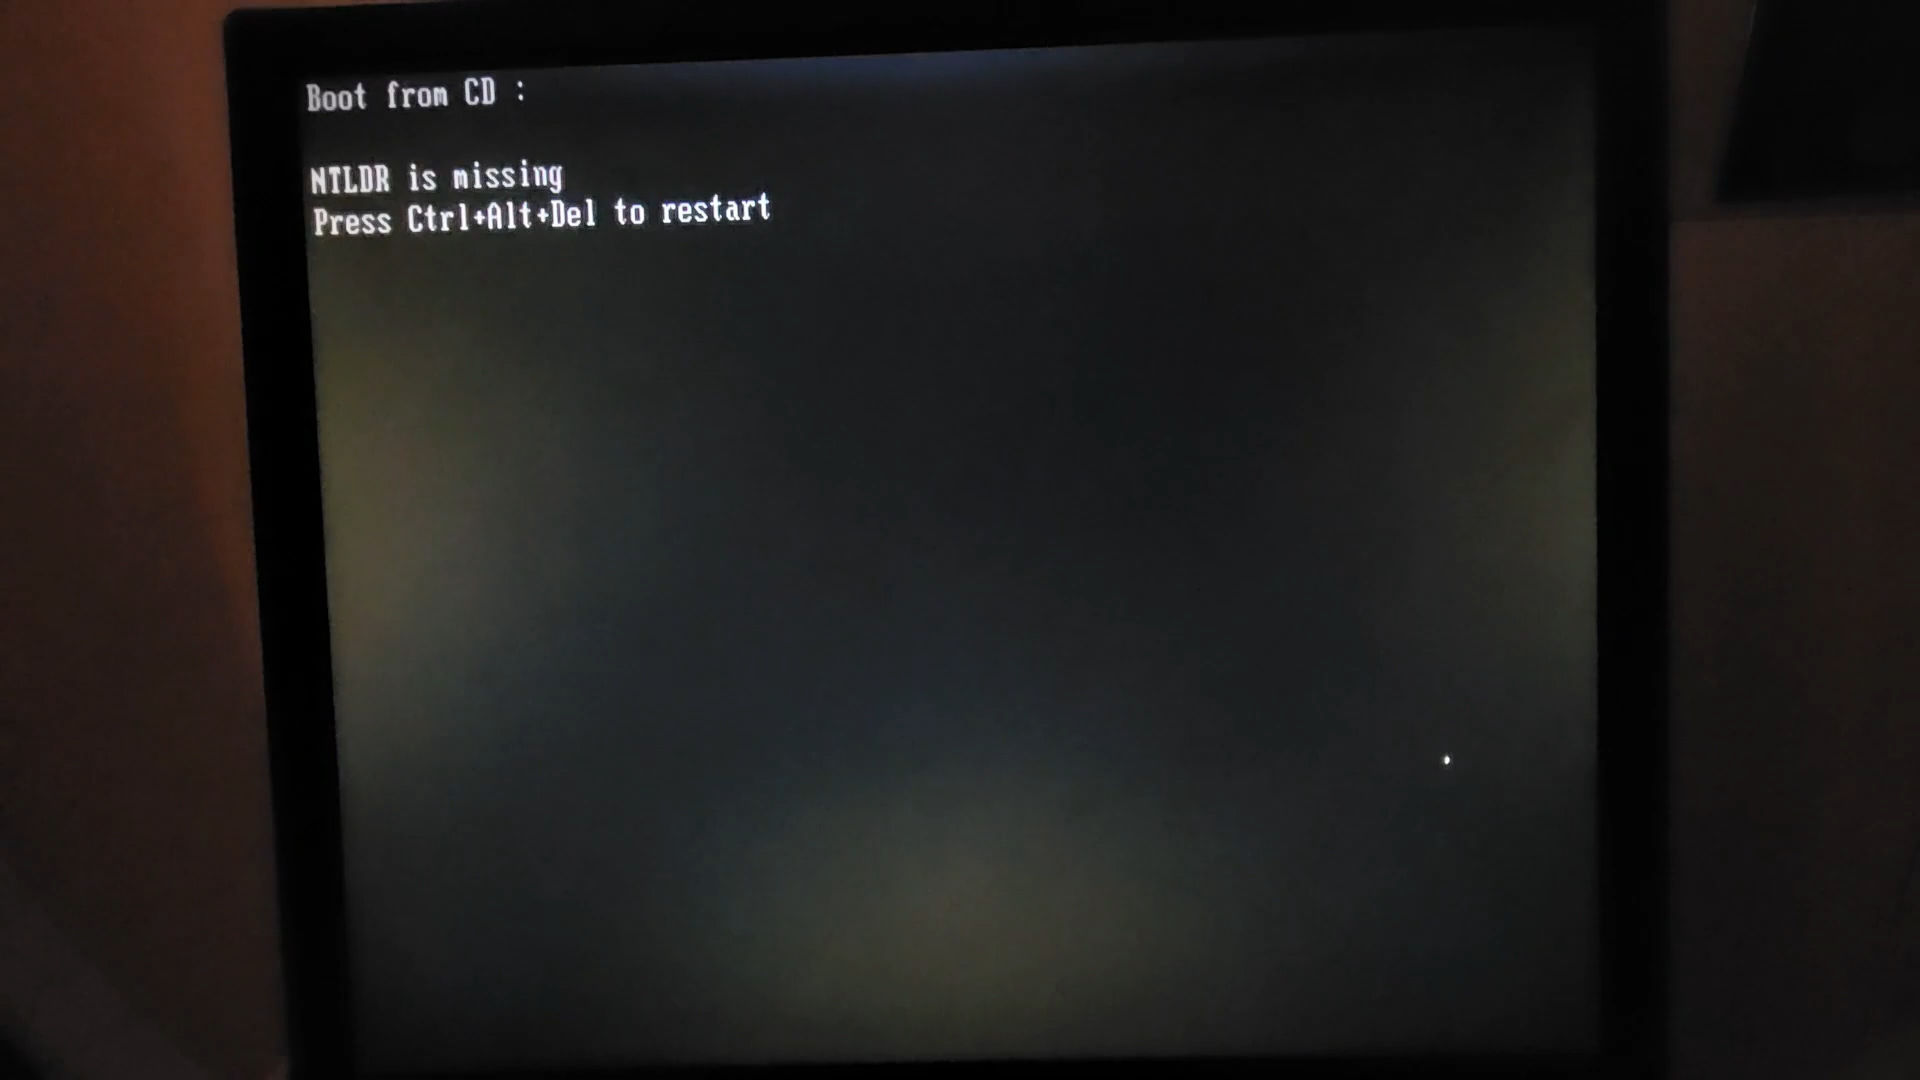 Boot from CD :
NTLDR is missing
Press Ctrl+Alt+Del to restart